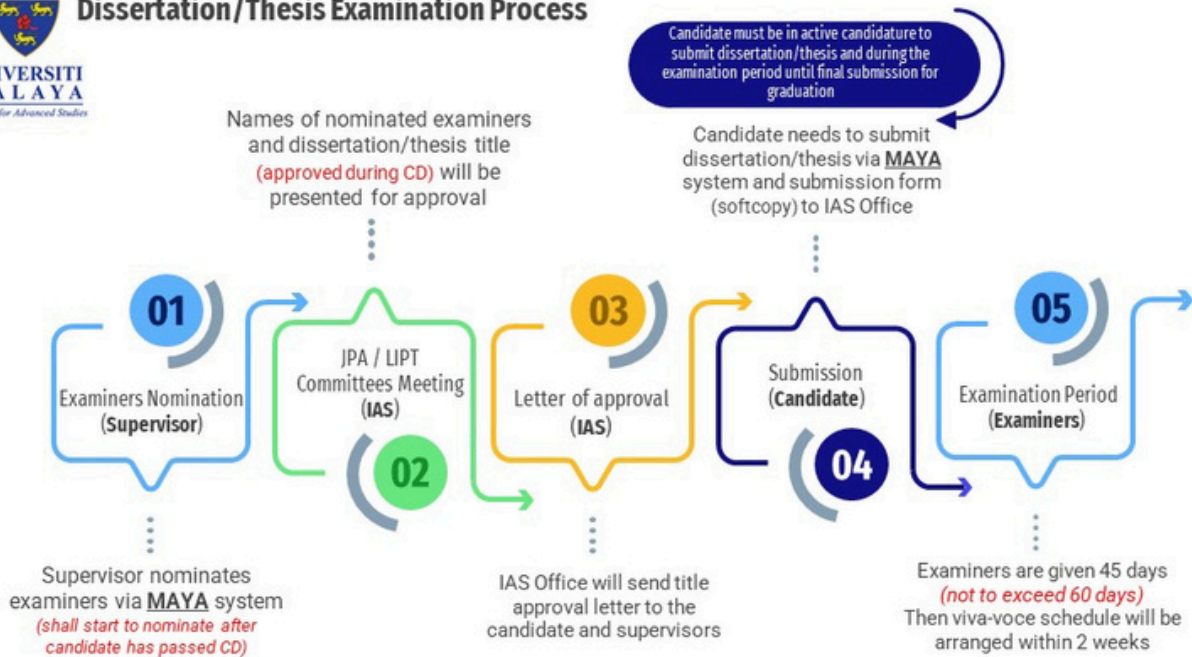 Dissertation/Thesis Examination Process
IVERSITI
ALAYA
for Advanced Studies
Candidate must be in active candidature to
submit dissertation/thesis and during the
examination period until final submission for
graduation
Names of nominated examiners
and dissertation/thesis title
(approved during CD) will be
presented for approval
Candidate needs to submit
dissertation/thesis via MAYA
system and submission form
(softcopy) to IAS Office
01
Examiners Nomination
(Supervisor)
JPA / LIPT
Committees Meeting
(IAS)
02
03
Letter of approval
(IAS)
Submission
(Candidate)
04
05
Examination Period
(Examiners)
Supervisor nominates
examiners via MAYA system
(shall start to nominate after
candidate has passed CD)
IAS Office will send title
approval letter to the
candidate and supervisors
Examiners are given 45 days
(not to exceed 60 days)
Then viva-voce schedule will be
arranged within 2 weeks